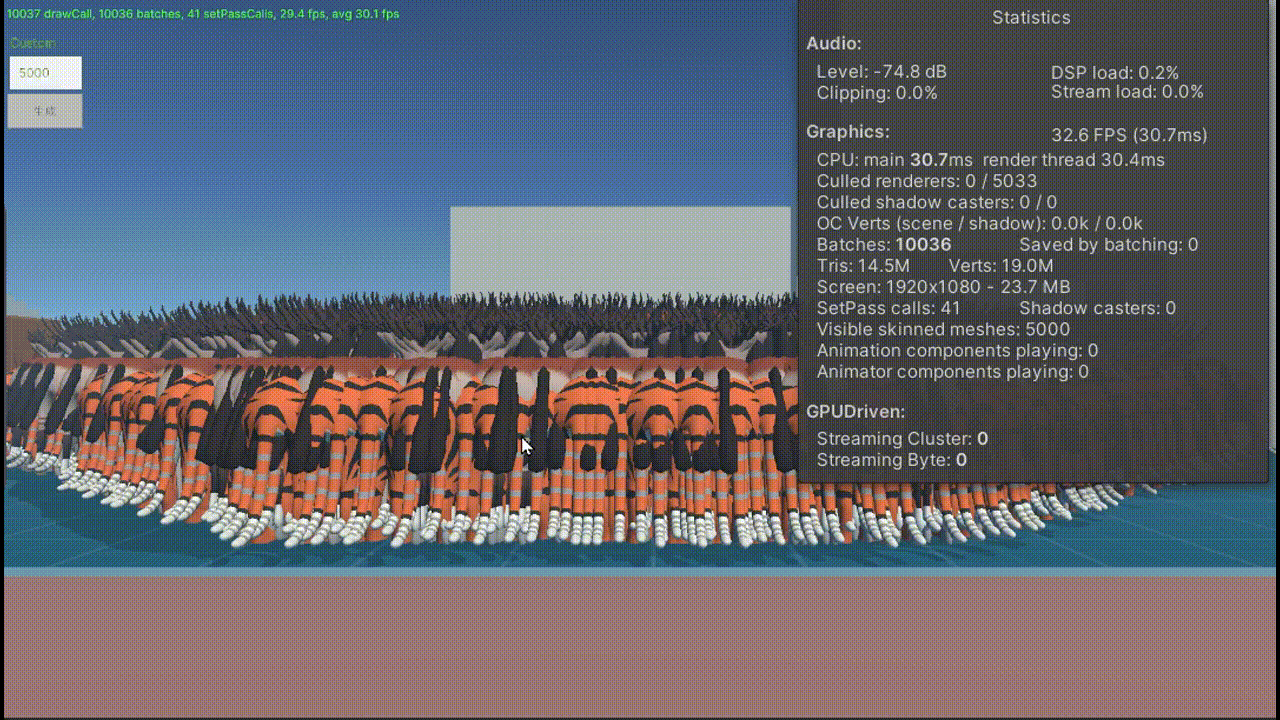 10037 drawCall, 10036 batches, 41 setPassCalls, 29.4 fps, avg 30.1 fps
Custom
5000
生成
Statistics
Audio:
Level: -74.8 dB DSP load: 0.2%
Clipping: 0.0% Stream load: 0.0%
Graphics: 32.6 FPS (30.7ms)
CPU: main 30.7ms render thread 30.4ms
Culled renderers: 0 / 5033
Culled shadow casters: 0 / 0
OC Verts (scene / shadow): 0.0k / 0.0k
Batches: 10036 Saved by batching: 0
Tris: 14.5M Verts: 19.0M
Screen: 1920x1080 - 23.7 MB
SetPass calls: 41 Shadow casters: 0
Visible skinned meshes: 5000
Animation components playing: 0
Animator components playing: 0
GPUDriven:
Streaming Cluster: 0
Streaming Byte: 0